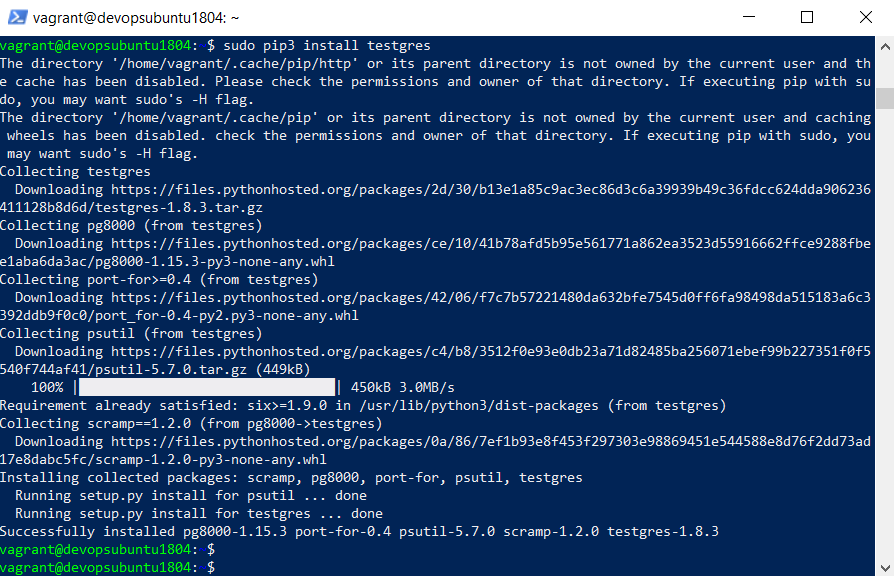 vagrant@devopsubuntu1804: ~
vagrant@devopsubuntu1804:~$ sudo pip3 install testgres
The directory '/home/vagrant/.cache/pip/http' or its parent directory is not owned by the current user and th
e cache has been disabled. Please check the permissions and owner of that directory. If executing pip with su
do, you may want sudo's -H flag.
The directory '/home/vagrant/.cache/pip' or its parent directory is not owned by the current user and caching
 wheels has been disabled. check the permissions and owner of that directory. If executing pip with sudo, you
 may want sudo's -H flag.
Collecting testgres
  Downloading https://files.pythonhosted.org/packages/2d/30/b13e1a85c9ac3ec86d3c6a39939b49c36fdcc624dda906236
411128b8d6d/testgres-1.8.3.tar.gz
Collecting pg8000 (from testgres)
  Downloading https://files.pythonhosted.org/packages/ce/10/41b78afd5b95e561771a862ea3523d55916662ffce9288fbe
e1aba6da3ac/pg8000-1.15.3-py3-none-any.whl
Collecting port-for>=0.4 (from testgres)
  Downloading https://files.pythonhosted.org/packages/42/06/f7c7b57221480da632bfe7545d0ff6fa98498da515183a6c3
392ddb9f0c0/port_for-0.4-py2.py3-none-any.whl
Collecting psutil (from testgres)
  Downloading https://files.pythonhosted.org/packages/c4/b8/3512f0e93e0db23a71d82485ba256071ebef99b227351f0f5
540f744af41/psutil-5.7.0.tar.gz (449kB)
    100% |████████████████████████████████| 450kB 3.0MB/s
Requirement already satisfied: six>=1.9.0 in /usr/lib/python3/dist-packages (from testgres)
Collecting scramp==1.2.0 (from pg8000->testgres)
  Downloading https://files.pythonhosted.org/packages/0a/86/7ef1b93e8f453f297303e98869451e544588e8d76f2dd73ad
17e8dabc5fc/scramp-1.2.0-py3-none-any.whl
Installing collected packages: scramp, pg8000, port-for, psutil, testgres
  Running setup.py install for psutil ... done
  Running setup.py install for testgres ... done
Successfully installed pg8000-1.15.3 port-for-0.4 psutil-5.7.0 scramp-1.2.0 testgres-1.8.3
vagrant@devopsubuntu1804:~$
vagrant@devopsubuntu1804:~$